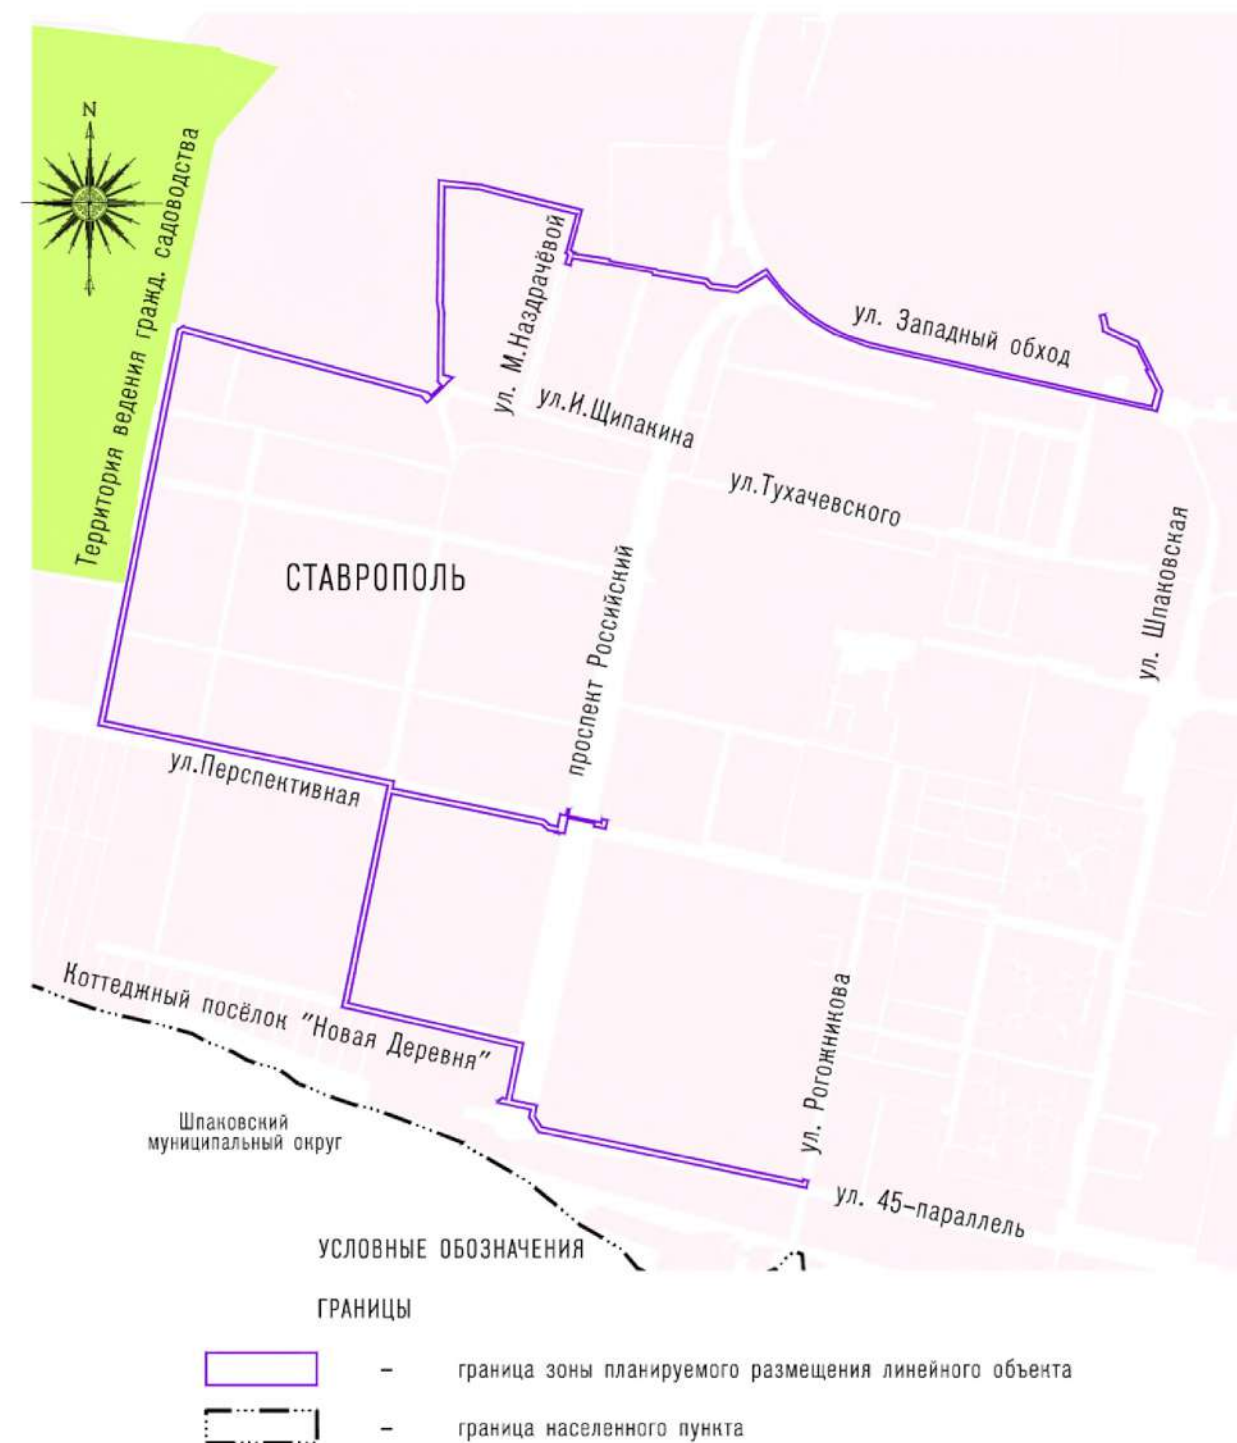 N
Территория ведения гражд. садоводства
ул. М.Наздрачёвой
ул. Западный обход
ул.И.Щипакина
ул.Тухачевского
СТАВРОПОЛЬ
ул. Шпаковская
проспект Российский
ул.Перспективная
Коттеджный посёлок "Новая Деревня"
ул. Рогожникова
Шпаковский
муниципальный округ
ул. 45-параллель
УСЛОВНЫЕ ОБОЗНАЧЕНИЯ
ГРАНИЦЫ
– граница зоны планируемого размещения линейного объекта
– граница населенного пункта